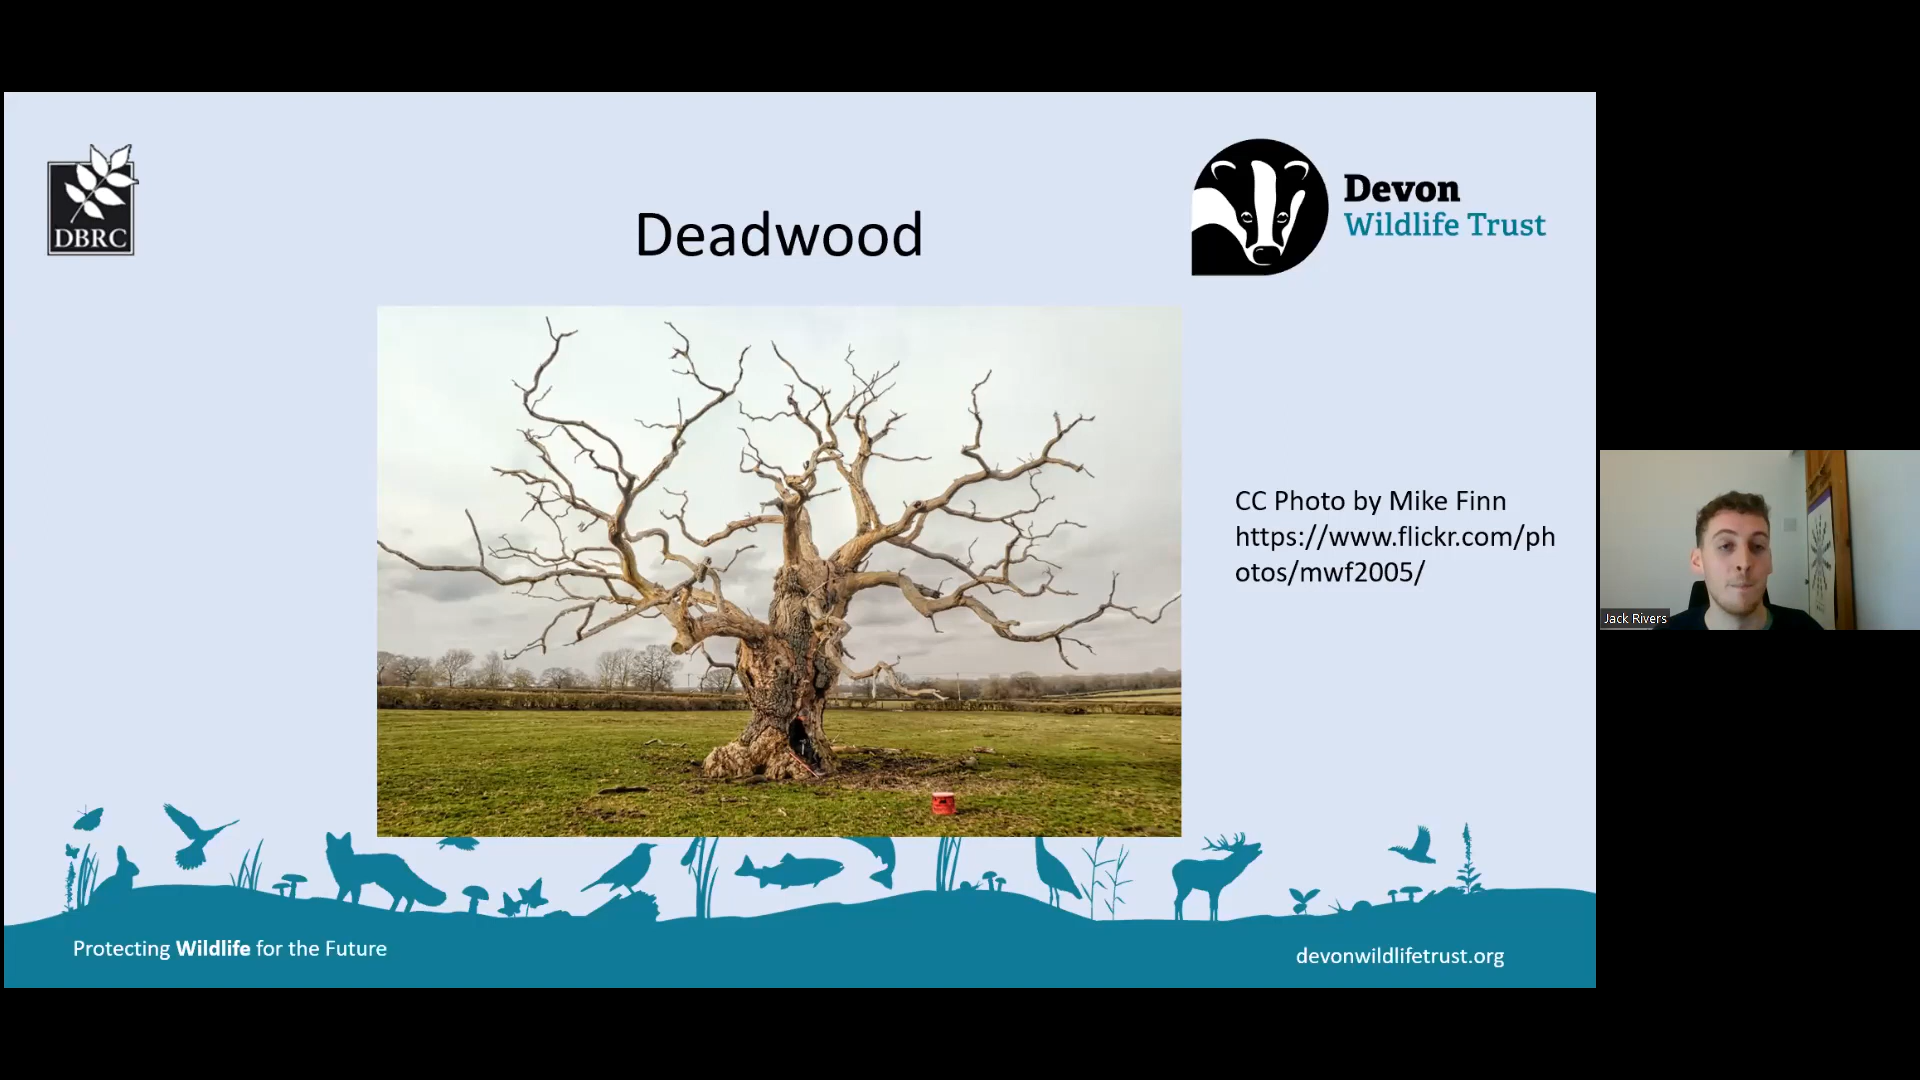 DBRC
Deadwood
Devon
Wildlife Trust
CC Photo by Mike Finn
https://www.flickr.com/ph
otos/mwf2005/
Jack Rivers
Protecting Wildlife for the Future
devonwildlifetrust.org